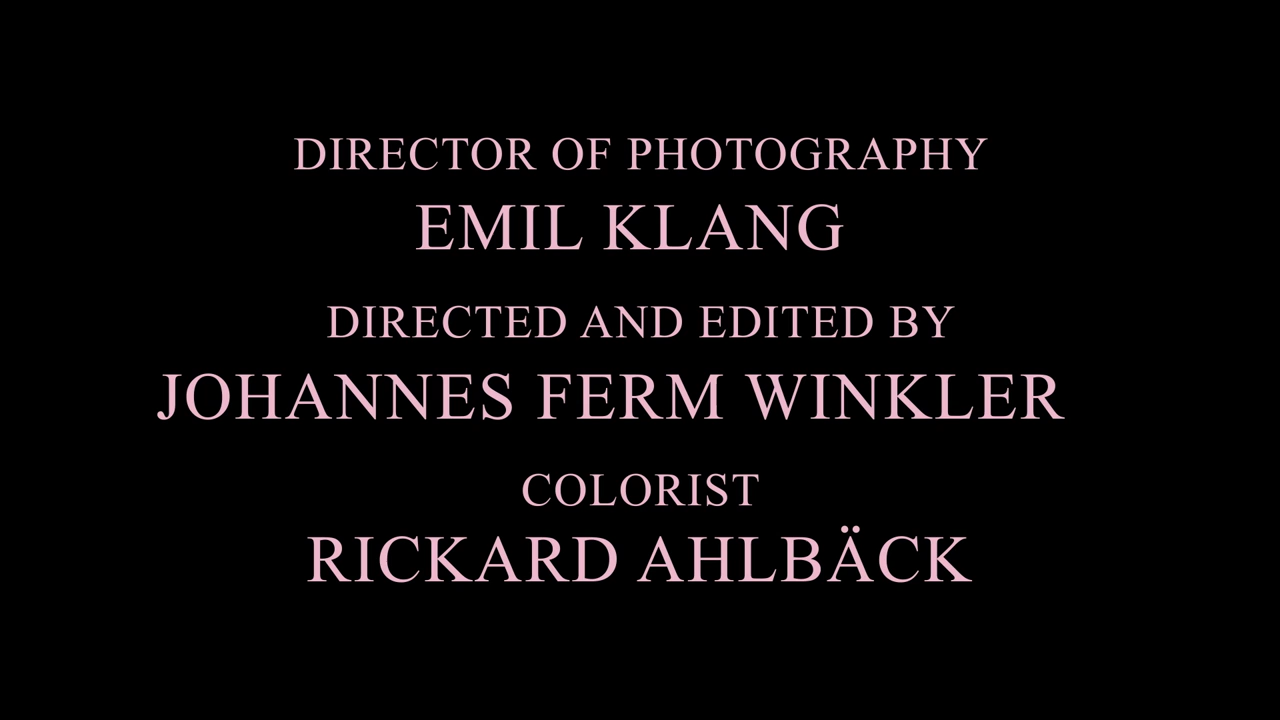 DIRECTOR OF PHOTOGRAPHY
EMIL KLANG
DIRECTED AND EDITED BY
JOHANNES FERM WINKLER
COLORIST
RICKARD AHLBÄCK